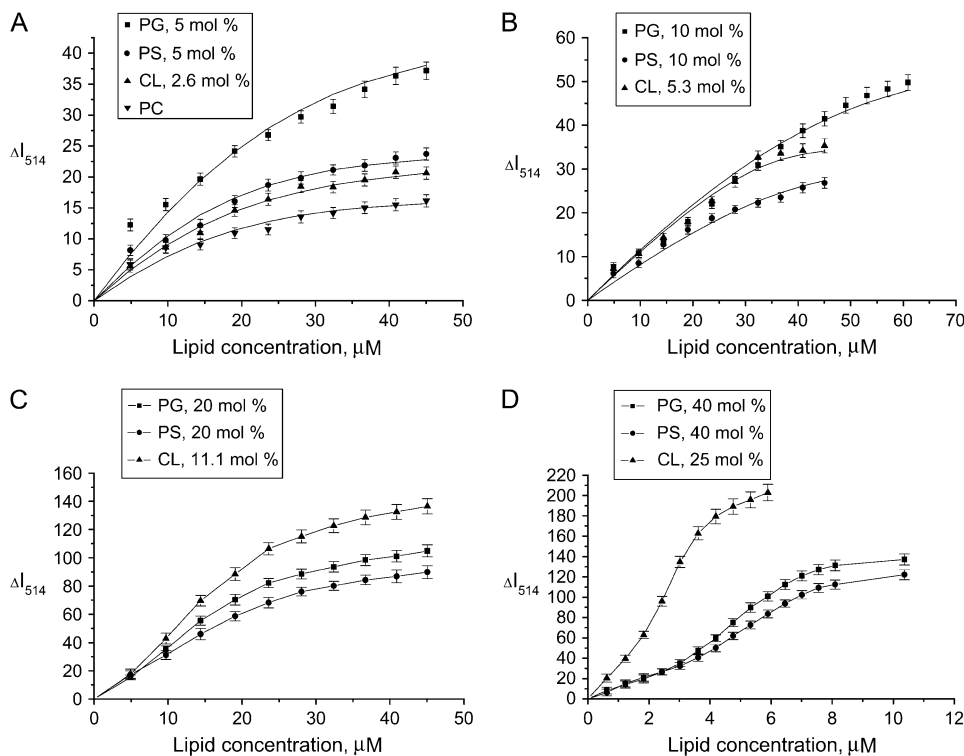 A
PG, 5 mol %
PS, 5 mol %
CL, 2.6 mol %
PC
ΔI514
40
35
30
25
20
15
10
5
0
0 10 20 30 40 50
Lipid concentration, μM
B
PG, 10 mol %
PS, 10 mol %
CL, 5.3 mol %
ΔI514
60
50
40
30
20
10
0
0 10 20 30 40 50 60 70
Lipid concentration, μM
C
PG, 20 mol %
PS, 20 mol %
CL, 11.1 mol %
ΔI514
160
140
120
100
80
60
40
20
0
0 10 20 30 40 50
Lipid concentration, μM
D
PG, 40 mol %
PS, 40 mol %
CL, 25 mol %
ΔI514
220
200
180
160
140
120
100
80
60
40
20
0
0 2 4 6 8 10 12
Lipid concentration, μM